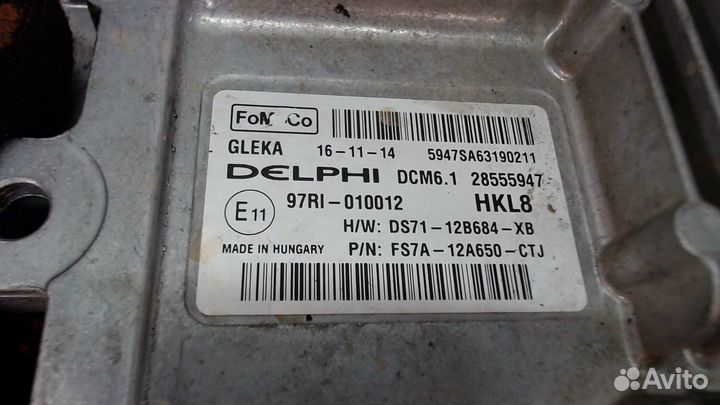 FoMoCo
GLEKA 16-11-14 5947SA63190211
DELPHI DCM6.1 28555947
E11 97RI-010012 HKL8
H/W: DS71-12B684-XB
MADE IN HUNGARY P/N: FS7A-12A650-CTJ
Avito